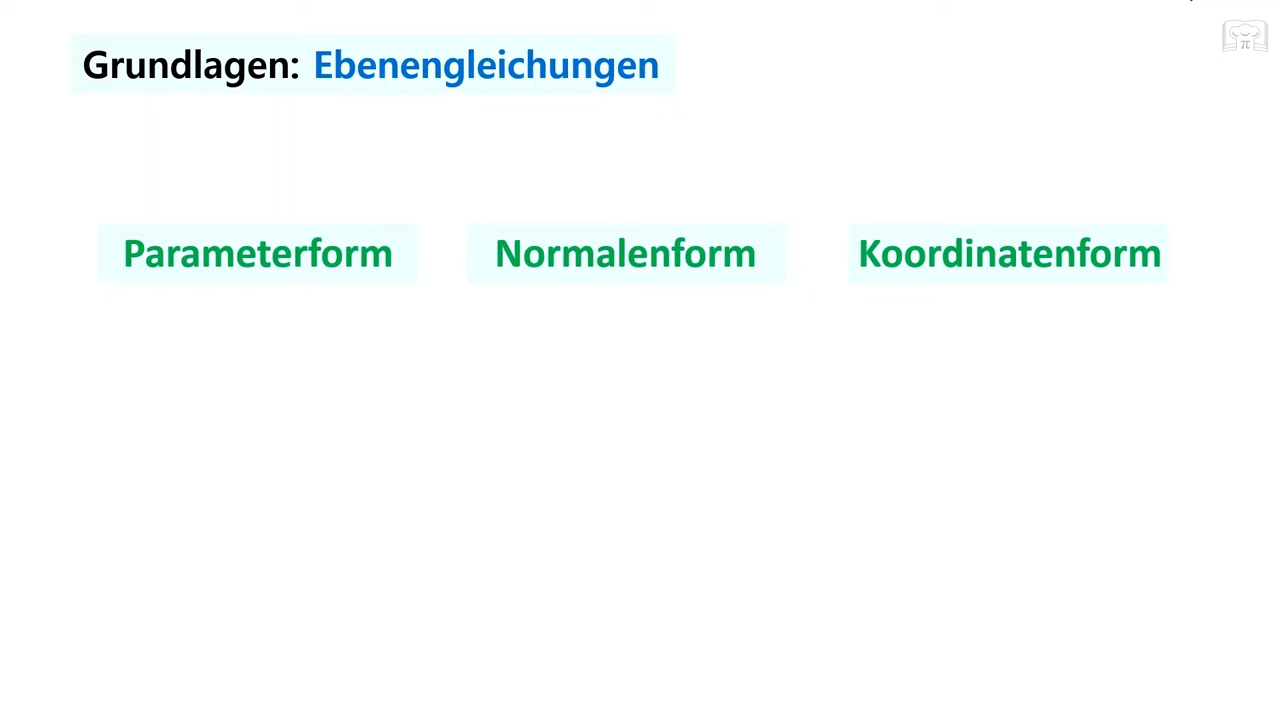 Grundlagen: Ebenengleichungen
Parameterform Normalenform Koordinatenform
π